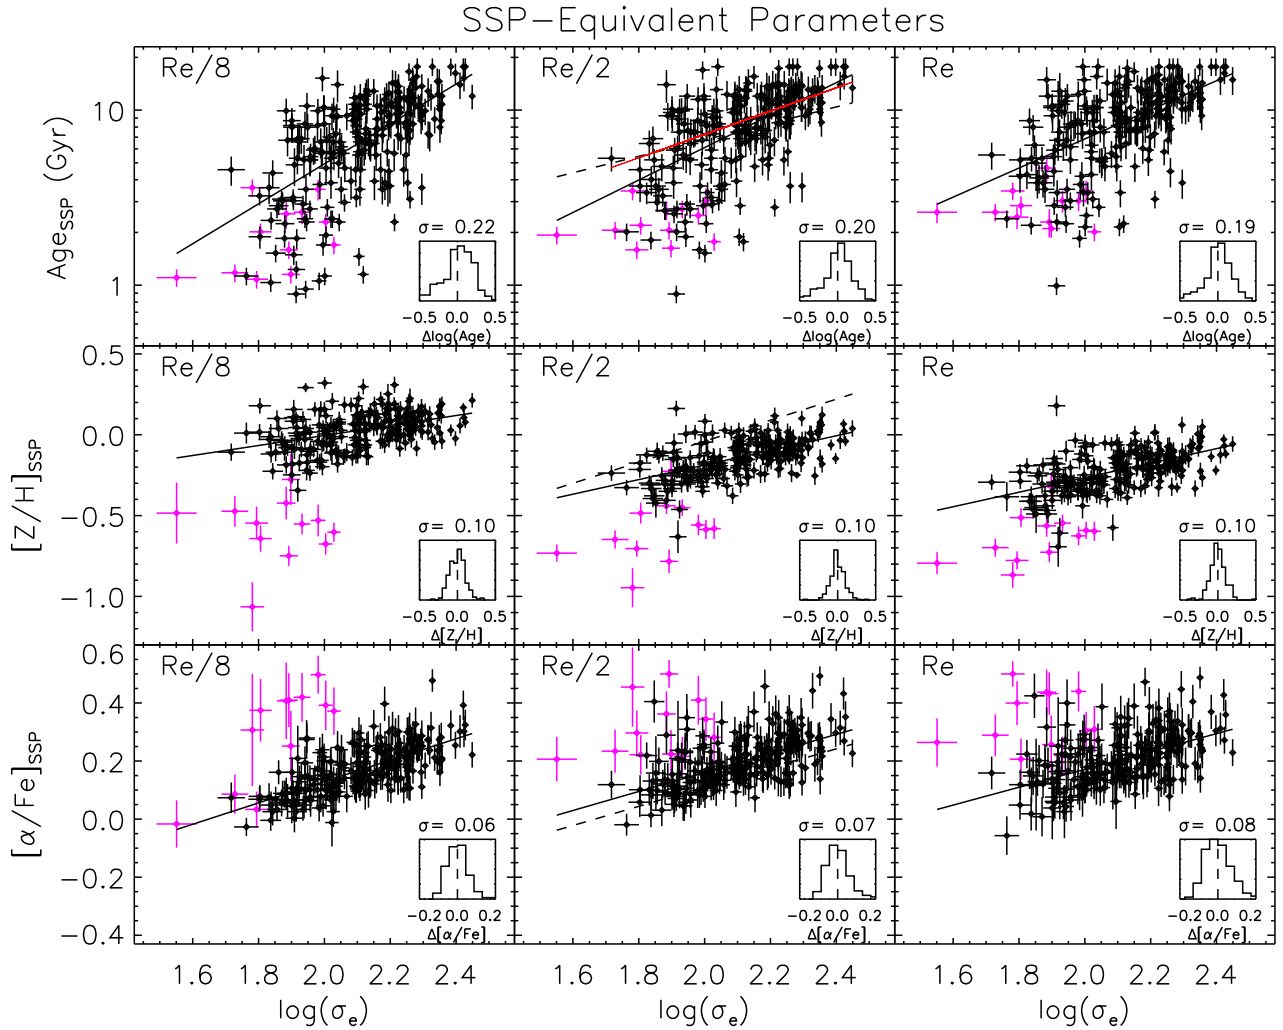 SSP-Equivalent Parameters
Re/8 Re/2 Re
Age_SSP (Gyr)
10
1
σ= 0.22 σ= 0.20 σ= 0.19
-0.5 0.0 0.5 -0.5 0.0 0.5 -0.5 0.0 0.5
Δlog(Age) Δlog(Age) Δlog(Age)
Re/8 Re/2 Re
[Z/H]_SSP
0.5
0.0
-0.5
-1.0
σ= 0.10 σ= 0.10 σ= 0.10
-0.5 0.0 0.5 -0.5 0.0 0.5 -0.5 0.0 0.5
Δ[Z/H] Δ[Z/H] Δ[Z/H]
Re/8 Re/2 Re
[α/Fe]_SSP
0.6
0.4
0.2
0.0
-0.2
-0.4
σ= 0.06 σ= 0.07 σ= 0.08
-0.2 0.0 0.2 -0.2 0.0 0.2 -0.2 0.0 0.2
Δ[α/Fe] Δ[α/Fe] Δ[α/Fe]
1.6 1.8 2.0 2.2 2.4 1.6 1.8 2.0 2.2 2.4 1.6 1.8 2.0 2.2 2.4
log(σ_e) log(σ_e) log(σ_e)